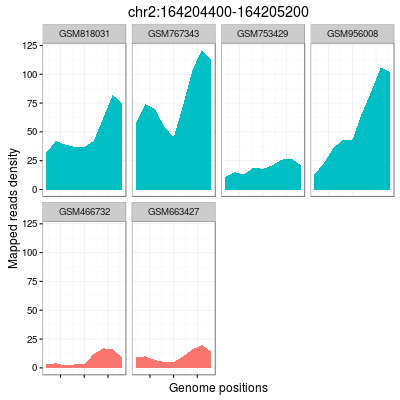 chr2:164204400-164205200
GSM818031 GSM767343 GSM753429 GSM956008
125
100
75
50
25
0
GSM466732 GSM663427
125
100
75
50
25
0
Mapped reads density
Genome positions